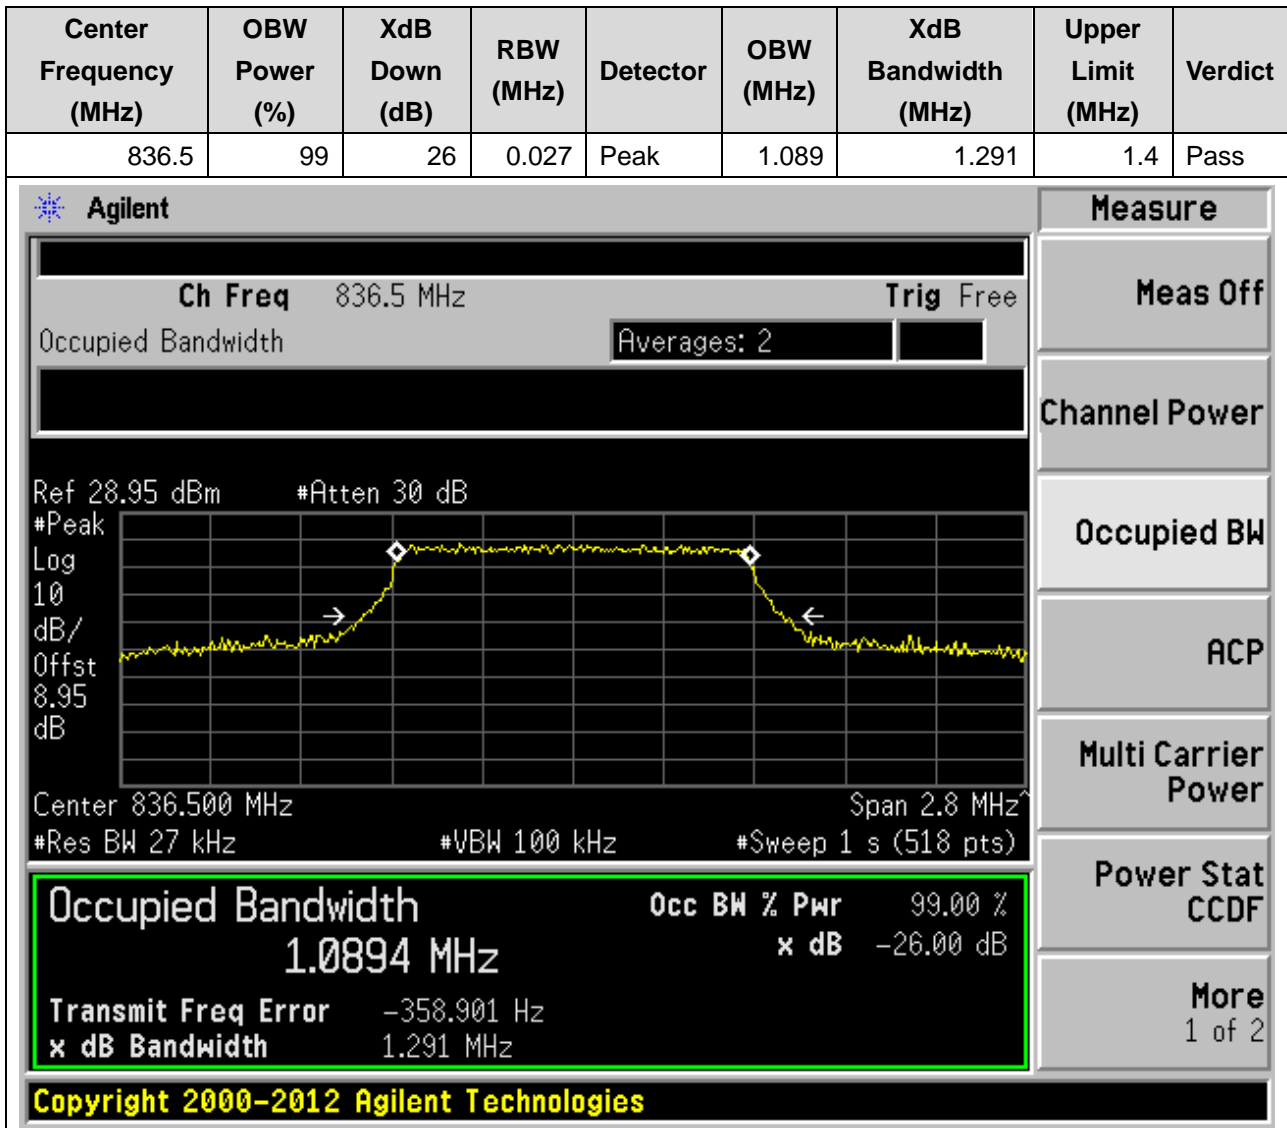 Center Frequency (MHz) OBW Power (%) XdB Down (dB) RBW (MHz) Detector OBW (MHz) XdB Bandwidth (MHz) Upper Limit (MHz) Verdict
836.5 99 26 0.027 Peak 1.089 1.291 1.4 Pass
Agilent
Measure
Ch Freq 836.5 MHz Trig Free
Occupied Bandwidth Averages: 2
Ref 28.95 dBm #Atten 30 dB
#Peak
Log
10
dB/
Offst
8.95
dB
Center 836.500 MHz Span 2.8 MHz^
#Res BW 27 kHz #VBW 100 kHz #Sweep 1 s (518 pts)
Occupied Bandwidth Occ BW % Pwr 99.00 %
1.0894 MHz x dB -26.00 dB
Transmit Freq Error -358.901 Hz
x dB Bandwidth 1.291 MHz
Meas Off
Channel Power
Occupied BW
ACP
Multi Carrier
Power
Power Stat
CCDF
More
1 of 2
Copyright 2000-2012 Agilent Technologies